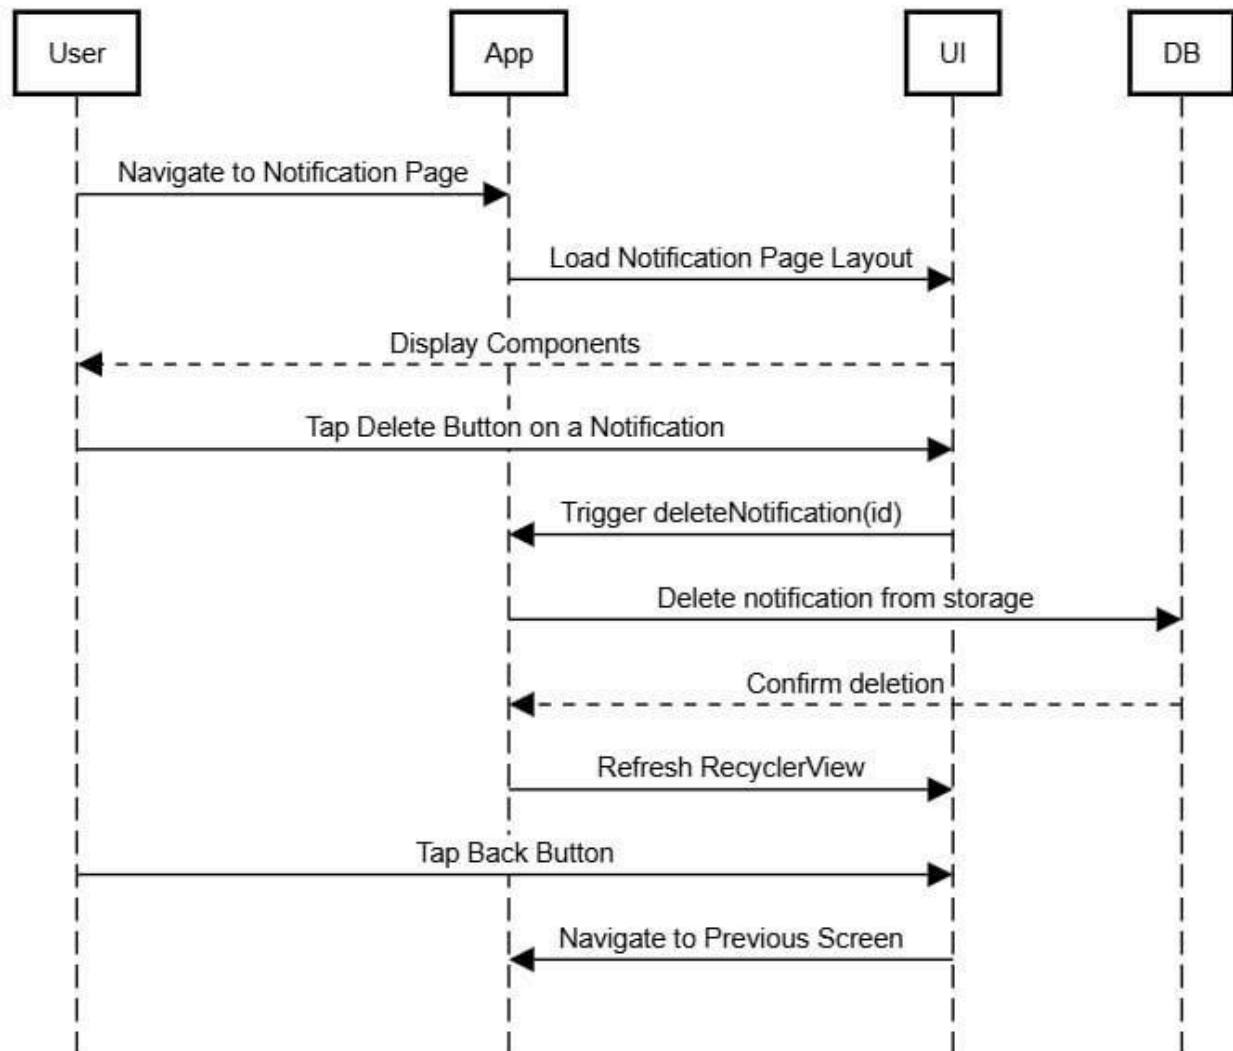 User
App
UI
DB
Navigate to Notification Page
Load Notification Page Layout
Display Components
Tap Delete Button on a Notification
Trigger deleteNotification(id)
Delete notification from storage
Confirm deletion
Refresh RecyclerView
Tap Back Button
Navigate to Previous Screen